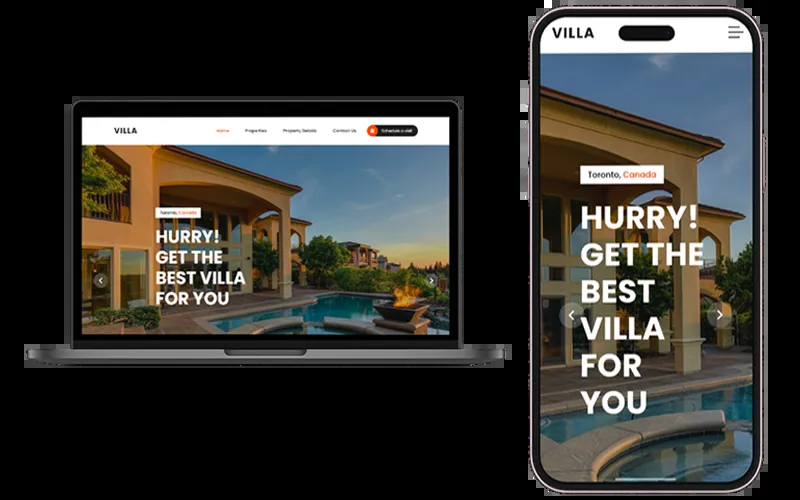 VILLA
Home Properties Property Details Contact Us Schedule a visit
Toronto, Canada
HURRY!
GET THE
BEST VILLA
FOR YOU
VILLA
Toronto, Canada
HURRY!
GET THE
BEST
VILLA
FOR
YOU